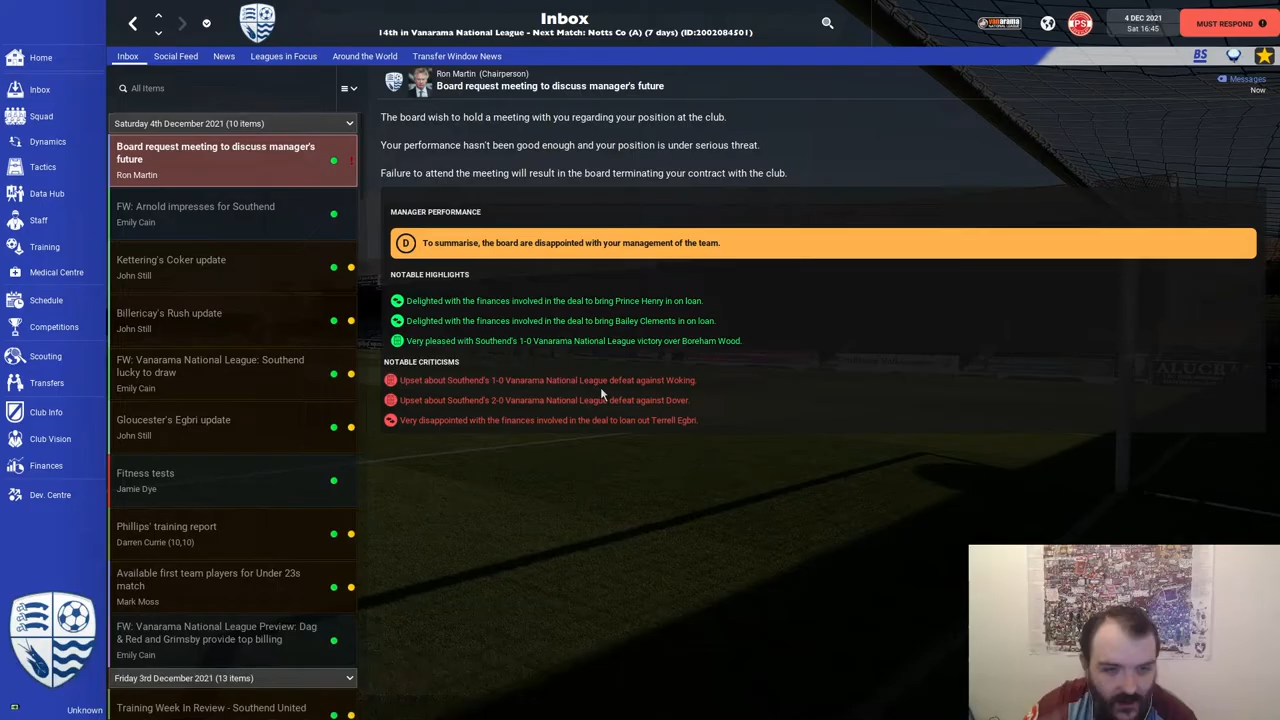 Inbox
14th in Vanarama National League - Next Match: Notts Co (A) (7 days) (ID:2002084501)
vanarama
PS
4 DEC 2021
Sat 16:45
MUST RESPOND
Home
Inbox
Squad
Dynamics
Tactics
Data Hub
Staff
Training
Medical Centre
Schedule
Competitions
Scouting
Transfers
Club Info
Club Vision
Finances
Dev. Centre
Unknown
Inbox
Social Feed
News
Leagues in Focus
Around the World
Transfer Window News
BS
All Items
Saturday 4th December 2021 (10 items)
Board request meeting to discuss manager's
future
Ron Martin
FW: Arnold impresses for Southend
Emily Cain
Kettering's Coker update
John Still
Billericay's Rush update
John Still
FW: Vanarama National League: Southend
lucky to draw
Emily Cain
Gloucester's Egbri update
John Still
Fitness tests
Jamie Dye
Phillips' training report
Darren Currie (10,10)
Available first team players for Under 23s
match
Mark Moss
FW: Vanarama National League Preview: Dag
& Red and Grimsby provide top billing
Emily Cain
Friday 3rd December 2021 (13 items)
Training Week In Review - Southend United
Ron Martin (Chairperson)
Board request meeting to discuss manager's future
Messages
Now
The board wish to hold a meeting with you regarding your position at the club.
Your performance hasn't been good enough and your position is under serious threat.
Failure to attend the meeting will result in the board terminating your contract with the club.
MANAGER PERFORMANCE
D
To summarise, the board are disappointed with your management of the team.
NOTABLE HIGHLIGHTS
Delighted with the finances involved in the deal to bring Prince Henry in on loan.
Delighted with the finances involved in the deal to bring Bailey Clements in on loan.
Very pleased with Southend's 1-0 Vanarama National League victory over Boreham Wood.
NOTABLE CRITICISMS
Upset about Southend's 1-0 Vanarama National League defeat against Woking.
Upset about Southend's 2-0 Vanarama National League defeat against Dover.
Very disappointed with the finances involved in the deal to loan out Terrell Egbri.